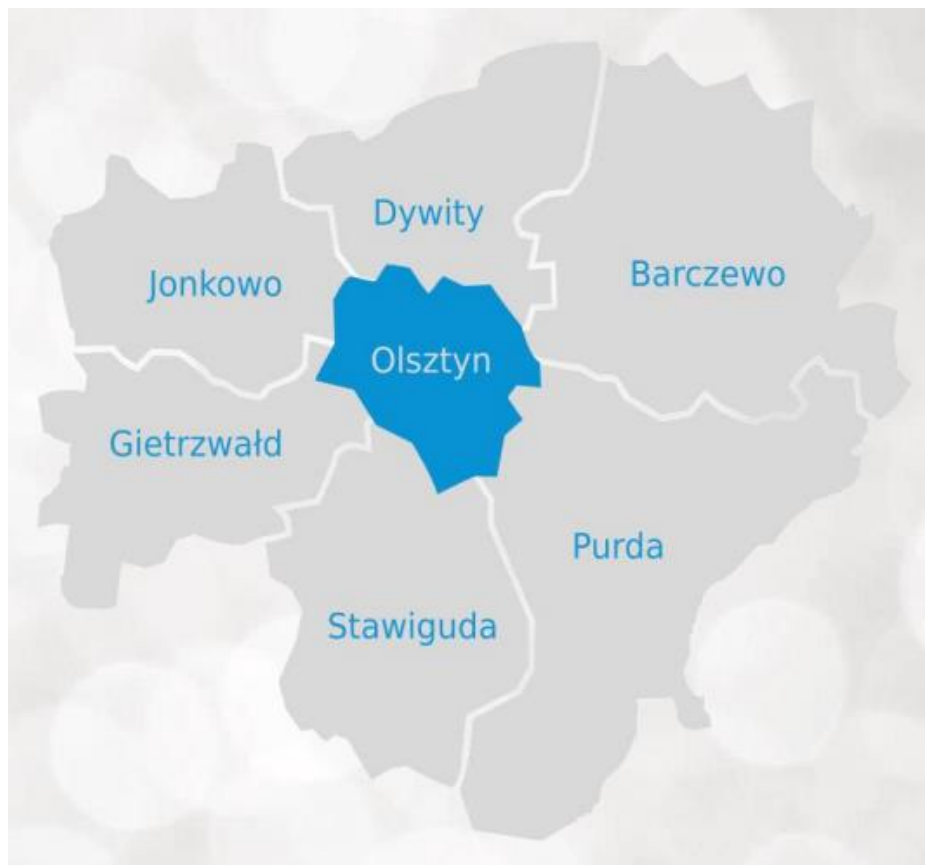 Dywity
Jonkowo
Barczewo
Olsztyn
Gietrzwałd
Purda
Stawiguda